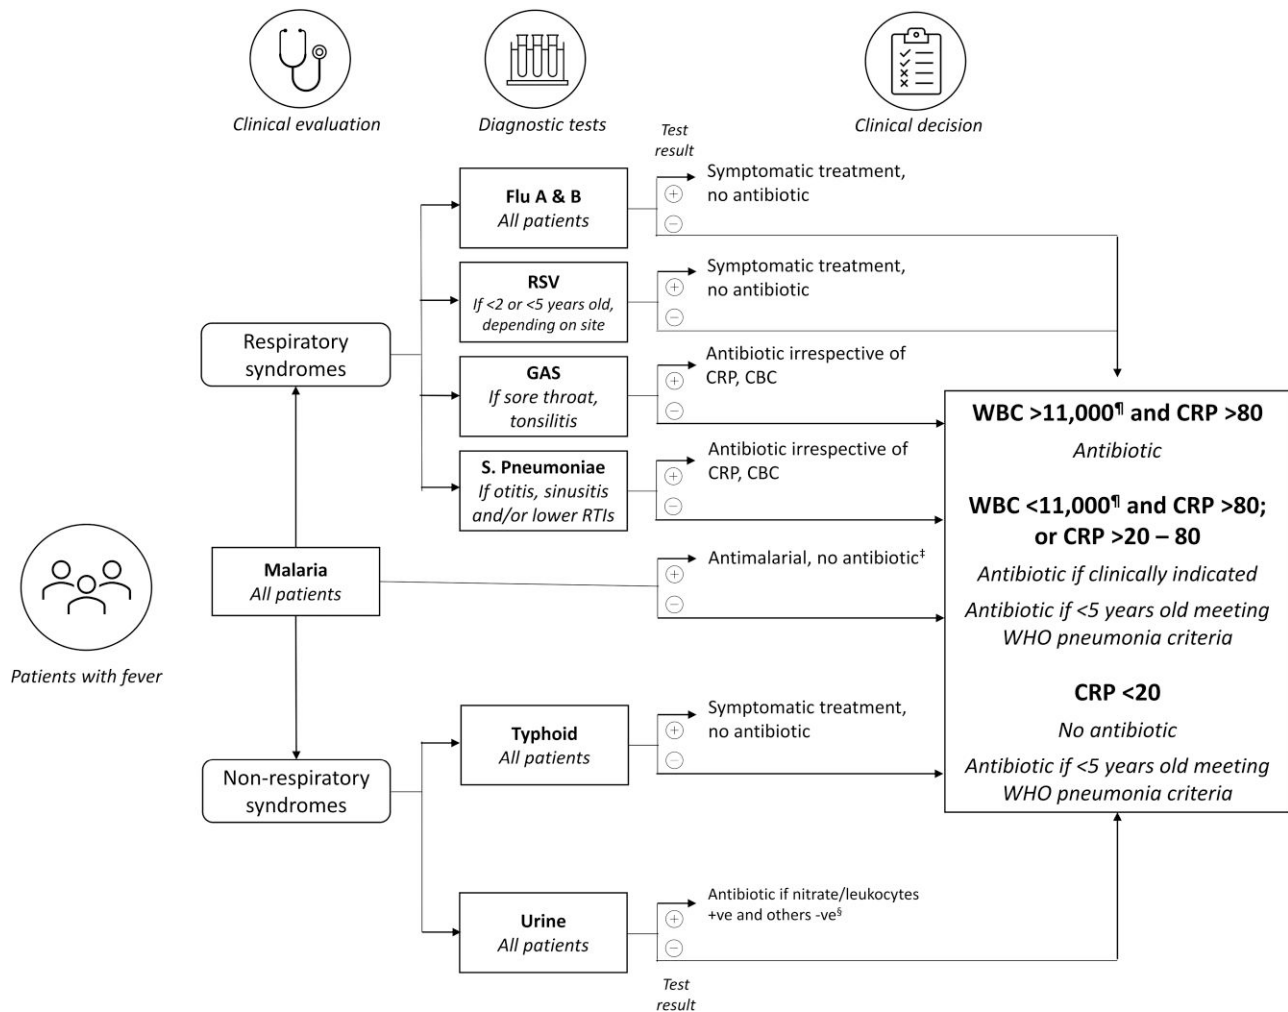 Clinical evaluation
Diagnostic tests
Clinical decision
Test
result
Flu A & B
All patients
Symptomatic treatment,
no antibiotic
+
−
RSV
If <2 or <5 years old,
depending on site
Symptomatic treatment,
no antibiotic
+
−
Respiratory
syndromes
GAS
If sore throat,
tonsilitis
Antibiotic irrespective of
CRP, CBC
+
−
S. Pneumoniae
If otitis, sinusitis
and/or lower RTIs
Antibiotic irrespective of
CRP, CBC
+
−
Malaria
All patients
Antimalarial, no antibiotic‡
+
−
Patients with fever
Typhoid
All patients
Symptomatic treatment,
no antibiotic
+
−
Non-respiratory
syndromes
Urine
All patients
Antibiotic if nitrate/leukocytes
+ve and others -ve§
+
−
Test
result
WBC >11,000¶ and CRP >80
Antibiotic
WBC <11,000¶ and CRP >80;
or CRP >20 – 80
Antibiotic if clinically indicated
Antibiotic if <5 years old meeting
WHO pneumonia criteria
CRP <20
No antibiotic
Antibiotic if <5 years old meeting
WHO pneumonia criteria